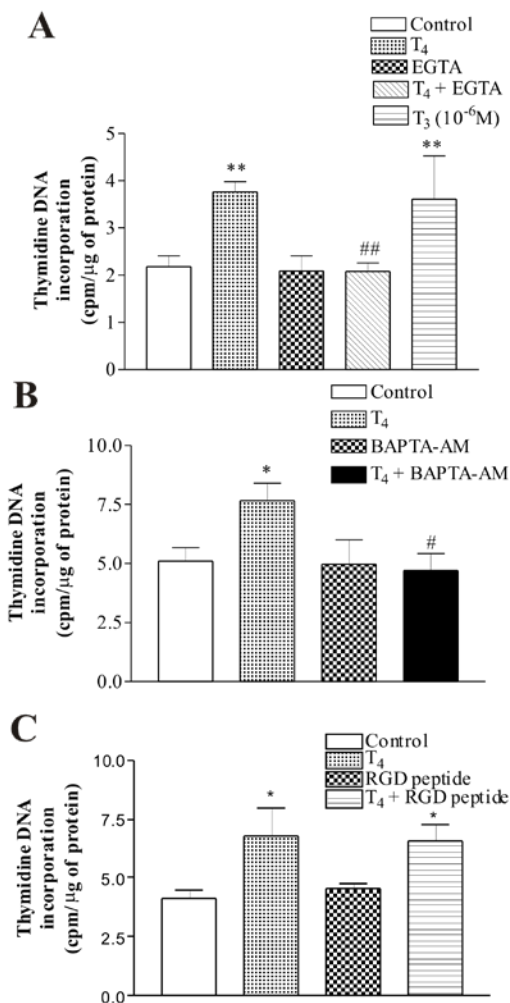 A
Control
T₄
EGTA
T₄ + EGTA
T₃ (10⁻⁶M)
Thymidine DNA
incorporation
(cpm/µg of protein)
5
4
3
2
1
0
**
##
**
B
Control
T₄
BAPTA-AM
T₄ + BAPTA-AM
Thymidine DNA
incorporation
(cpm/µg of protein)
10.0
7.5
5.0
2.5
0.0
*
#
C
Control
T₄
RGD peptide
T₄ + RGD peptide
Thymidine DNA
incorporation
(cpm/µg of protein)
10.0
7.5
5.0
2.5
0.0
*
*